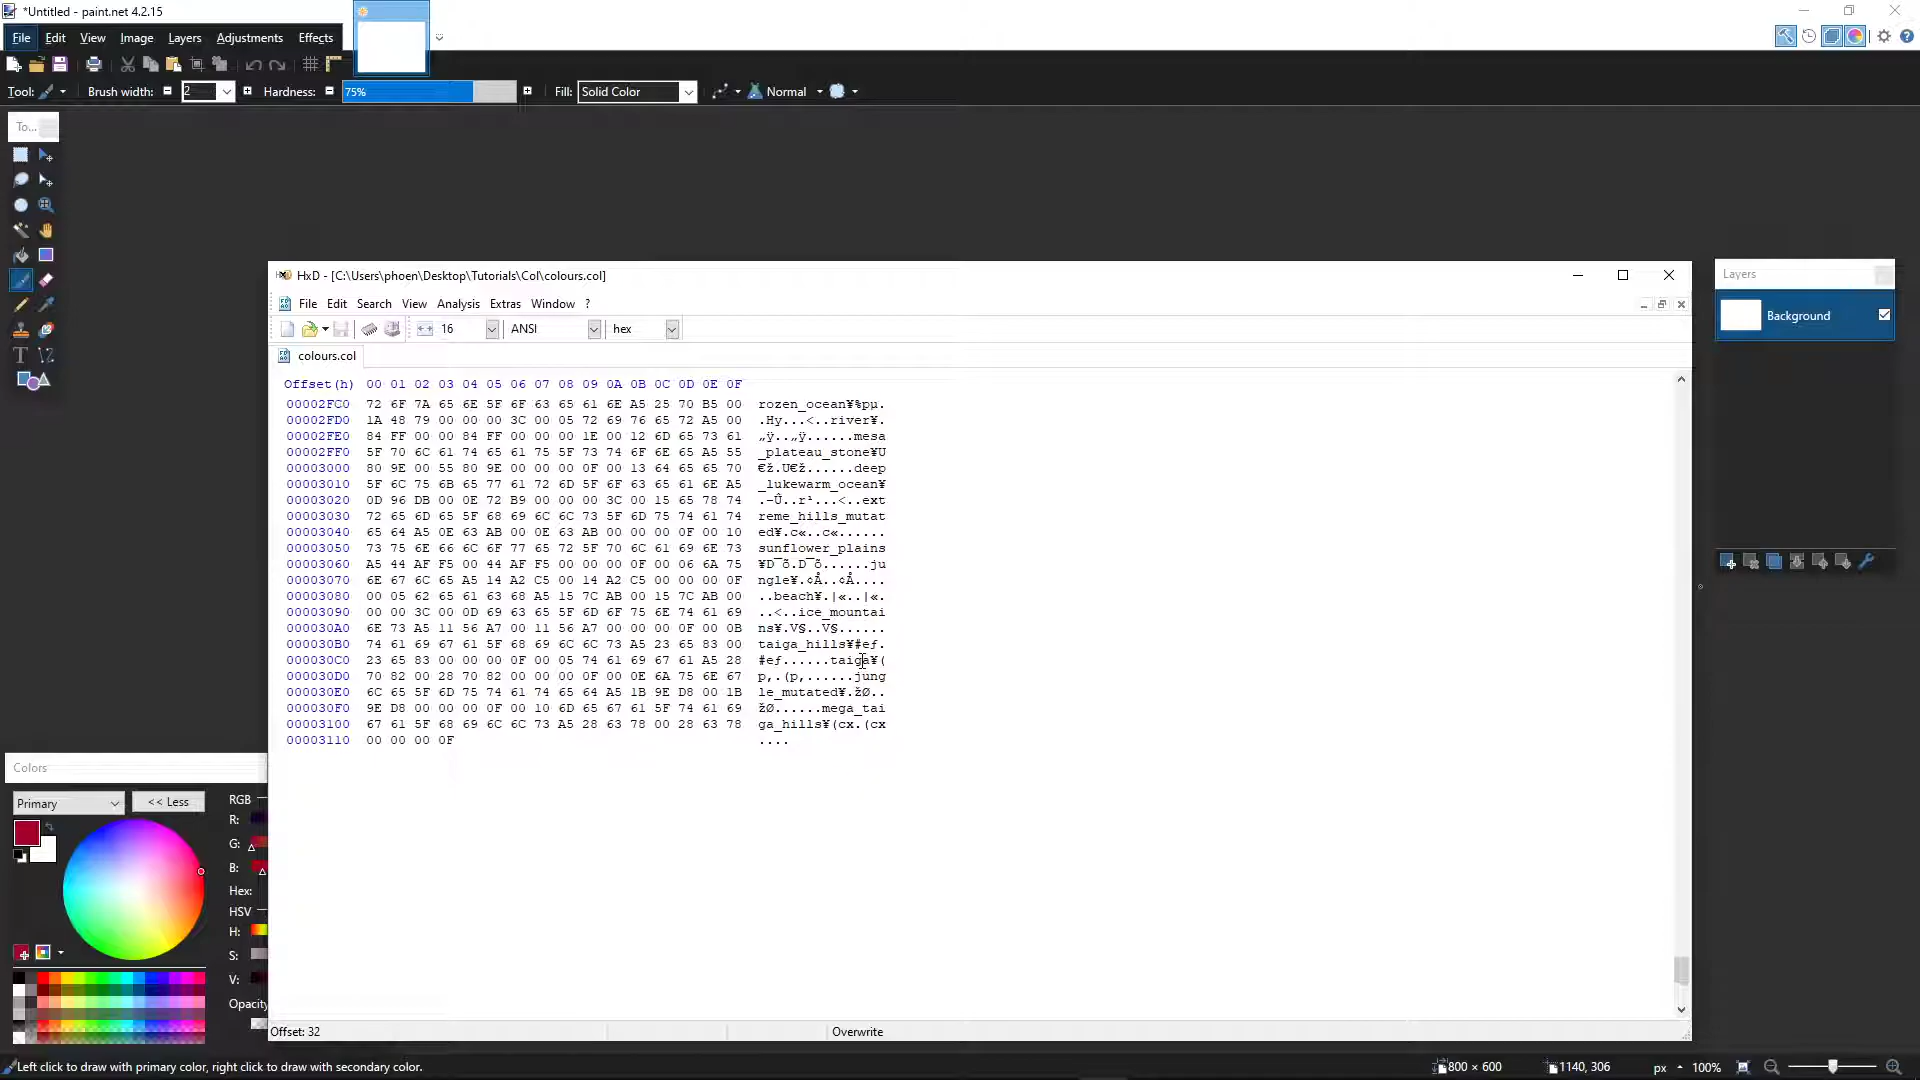 *Untitled - paint.net 4.2.15
File Edit View Image Layers Adjustments Effects
Tool: Brush width: 2 Hardness: 75% Fill: Solid Color Normal
To...
HxD - [C:\Users\phoen\Desktop\Tutorials\Col\colours.col]
File Edit Search View Analysis Extras Window ?
16 ANSI hex
colours.col
Offset(h) 00 01 02 03 04 05 06 07 08 09 0A 0B 0C 0D 0E 0F
00002FC0 72 6F 7A 65 6E 5F 6F 63 65 61 6E A5 25 70 B5 00 rozen_ocean¥%pµ.
00002FD0 1A 48 79 00 00 00 3C 00 05 72 69 76 65 72 A5 00 .Hy...<..river¥.
00002FE0 84 FF 00 00 84 FF 00 00 00 1E 00 12 6D 65 73 61 „ÿ..„ÿ......mesa
00002FF0 5F 70 6C 61 74 65 61 75 5F 73 74 6F 6E 65 A5 55 _plateau_stone¥U
00003000 80 9E 00 55 80 9E 00 00 00 0F 00 13 64 65 65 70 €ž.U€ž......deep
00003010 5F 6C 75 6B 65 77 61 72 6D 5F 6F 63 65 61 6E A5 _lukewarm_ocean¥
00003020 0D 96 DB 00 0E 72 B9 00 00 00 3C 00 15 65 78 74 .–Û..r¹...<..ext
00003030 72 65 6D 65 5F 68 69 6C 6C 73 5F 6D 75 74 61 74 reme_hills_mutat
00003040 65 64 A5 0E 63 AB 00 0E 63 AB 00 00 00 0F 00 10 ed¥.c«..c«......
00003050 73 75 6E 66 6C 6F 77 65 72 5F 70 6C 61 69 6E 73 sunflower_plains
00003060 A5 44 AF F5 00 44 AF F5 00 00 00 0F 00 06 6A 75 ¥D¯õ.D¯õ......ju
00003070 6E 67 6C 65 A5 14 A2 C5 00 14 A2 C5 00 00 00 0F ngle¥.¢Å..¢Å....
00003080 00 05 62 65 61 63 68 A5 15 7C AB 00 15 7C AB 00 ..beach¥.|«..|«.
00003090 00 00 3C 00 0D 69 63 65 5F 6D 6F 75 6E 74 61 69 ..<..ice_mountai
000030A0 6E 73 A5 11 56 A7 00 11 56 A7 00 00 00 0F 00 0B ns¥.V§..V§......
000030B0 74 61 69 67 61 5F 68 69 6C 6C 73 A5 23 65 83 00 taiga_hills¥#eƒ.
000030C0 23 65 83 00 00 00 0F 00 05 74 61 69 67 61 A5 28 #eƒ......taiga¥(
000030D0 70 82 00 28 70 82 00 00 00 0F 00 0E 6A 75 6E 67 p‚.(p‚......jung
000030E0 6C 65 5F 6D 75 74 61 74 65 64 A5 1B 9E D8 00 1B le_mutated¥.žØ..
000030F0 9E D8 00 00 00 0F 00 10 6D 65 67 61 5F 74 61 69 žØ......mega_tai
00003100 67 61 5F 68 69 6C 6C 73 A5 28 63 78 00 28 63 78 ga_hills¥(cx.(cx
00003110 00 00 00 0F ....
Offset: 32 Overwrite
Layers
Background
Colors
Primary << Less
RGB
R:
G:
B:
Hex:
HSV
H:
S:
V:
Opacity
Left click to draw with primary color, right click to draw with secondary color. 800 × 600 1140, 306 px 100%